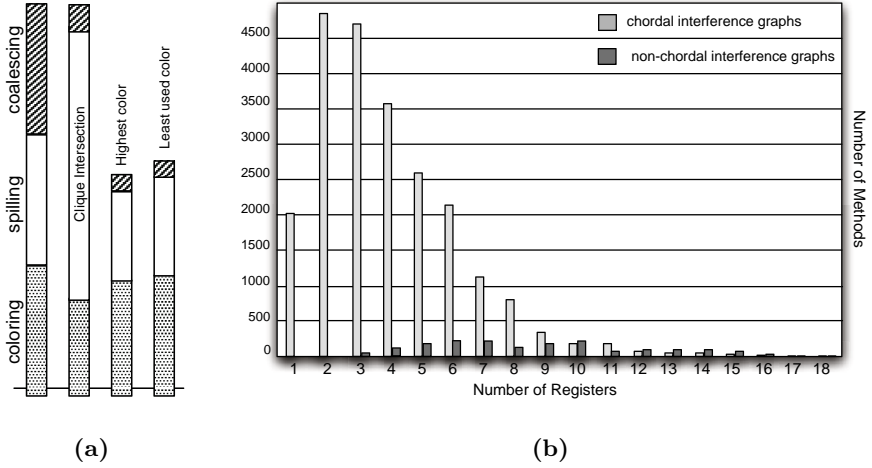 coalescing
spilling
coloring
Clique Intersection
Highest color
Least used color
(a)
chordal interference graphs
non-chordal interference graphs
4500
4000
3500
3000
2500
2000
1500
1000
500
0
1 2 3 4 5 6 7 8 9 10 11 12 13 14 15 16 17 18
Number of Registers
Number of Methods
(b)